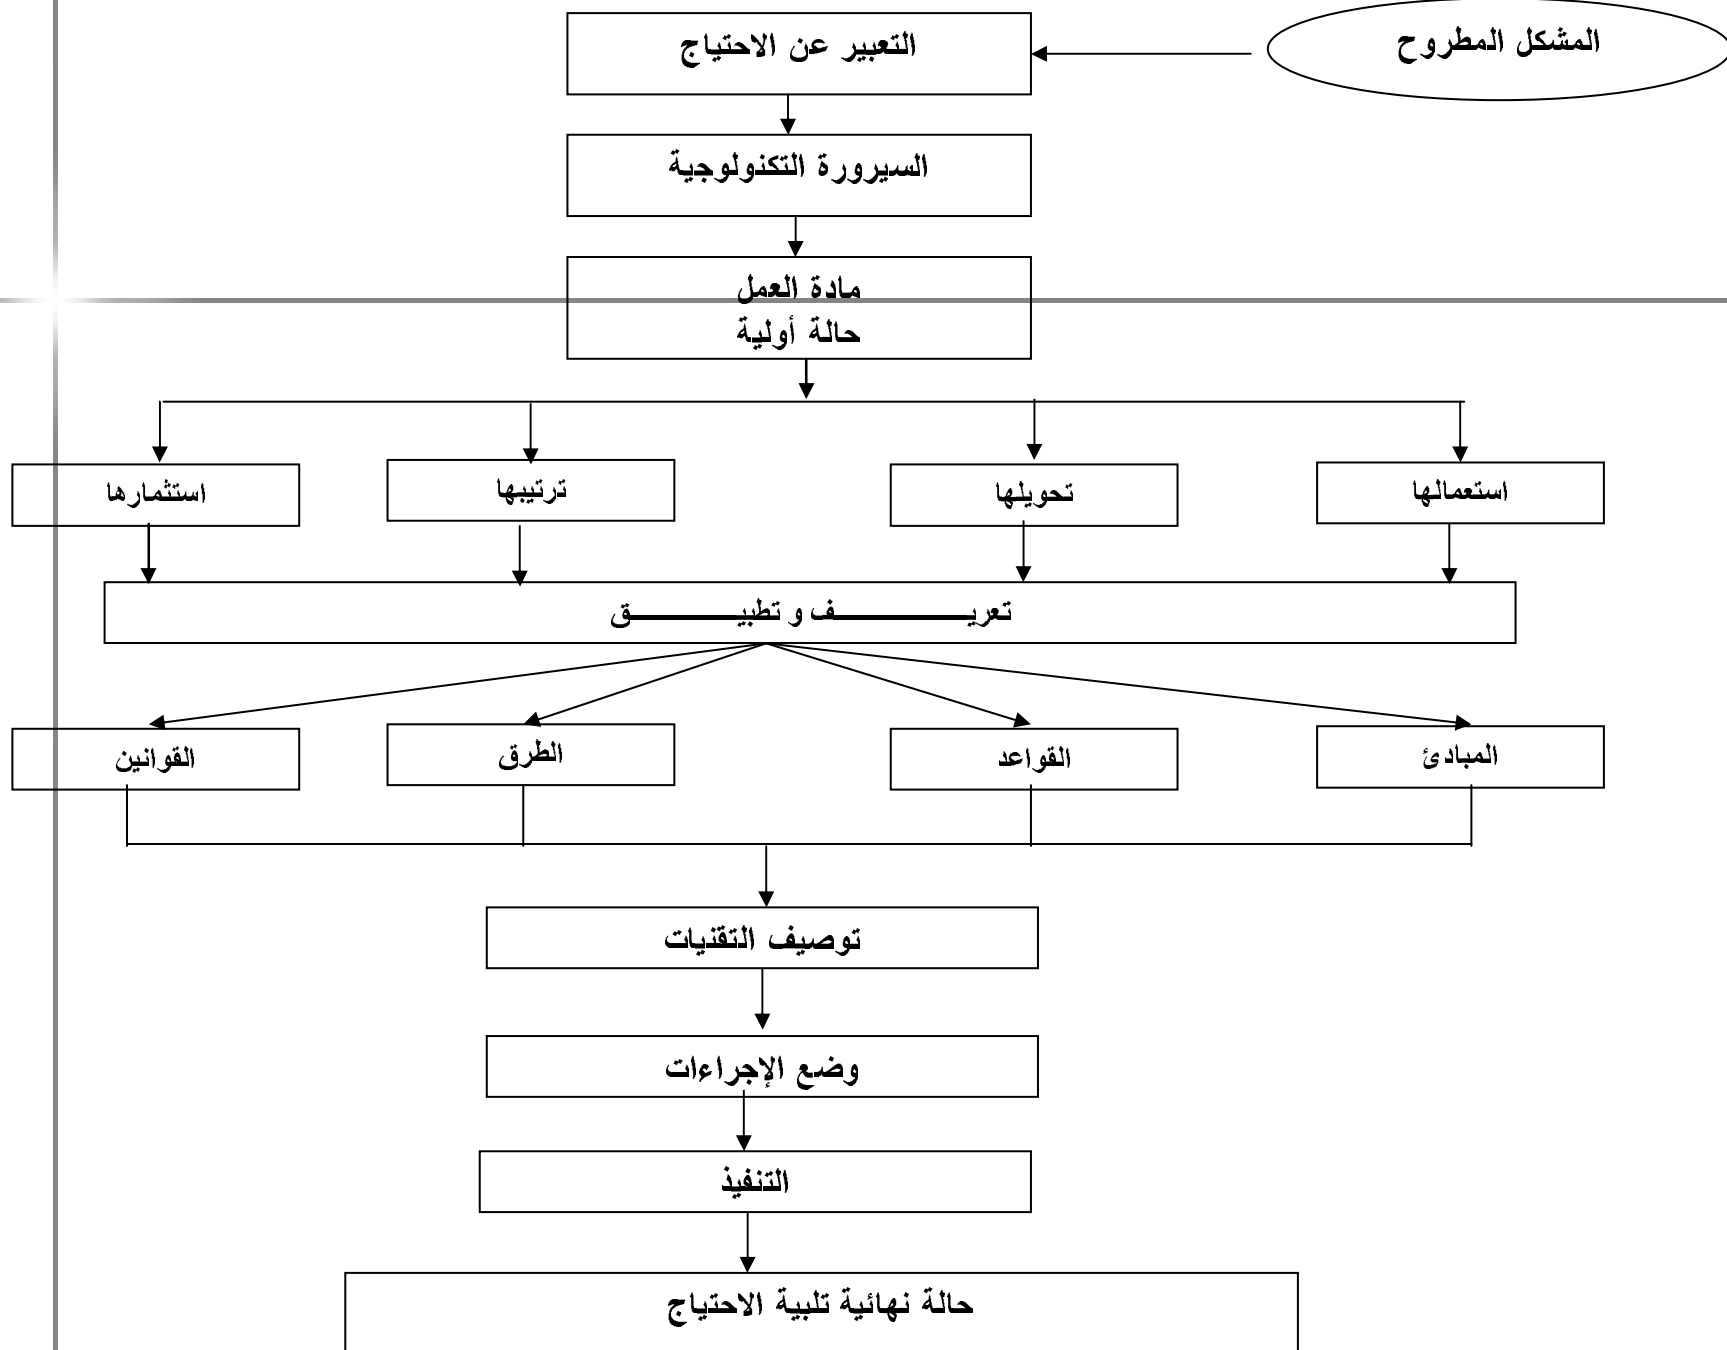 المشكل المطروح
التعبير عن الاحتياج
السيرورة التكنولوجية
مادة العمل
حالة أولية
استعمالها
تحويلها
ترتيبها
استثمارها
تعريـــــــــــف و تطبيـــــــــق
المبادئ
القواعد
الطرق
القوانين
توصيف التقنيات
وضع الإجراءات
التنفيذ
حالة نهائية تلبية الاحتياج